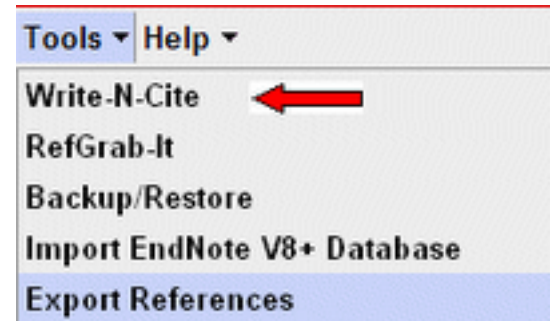 Tools Help
Write-N-Cite
RefGrab-It
Backup/Restore
Import EndNote V8+ Database
Export References